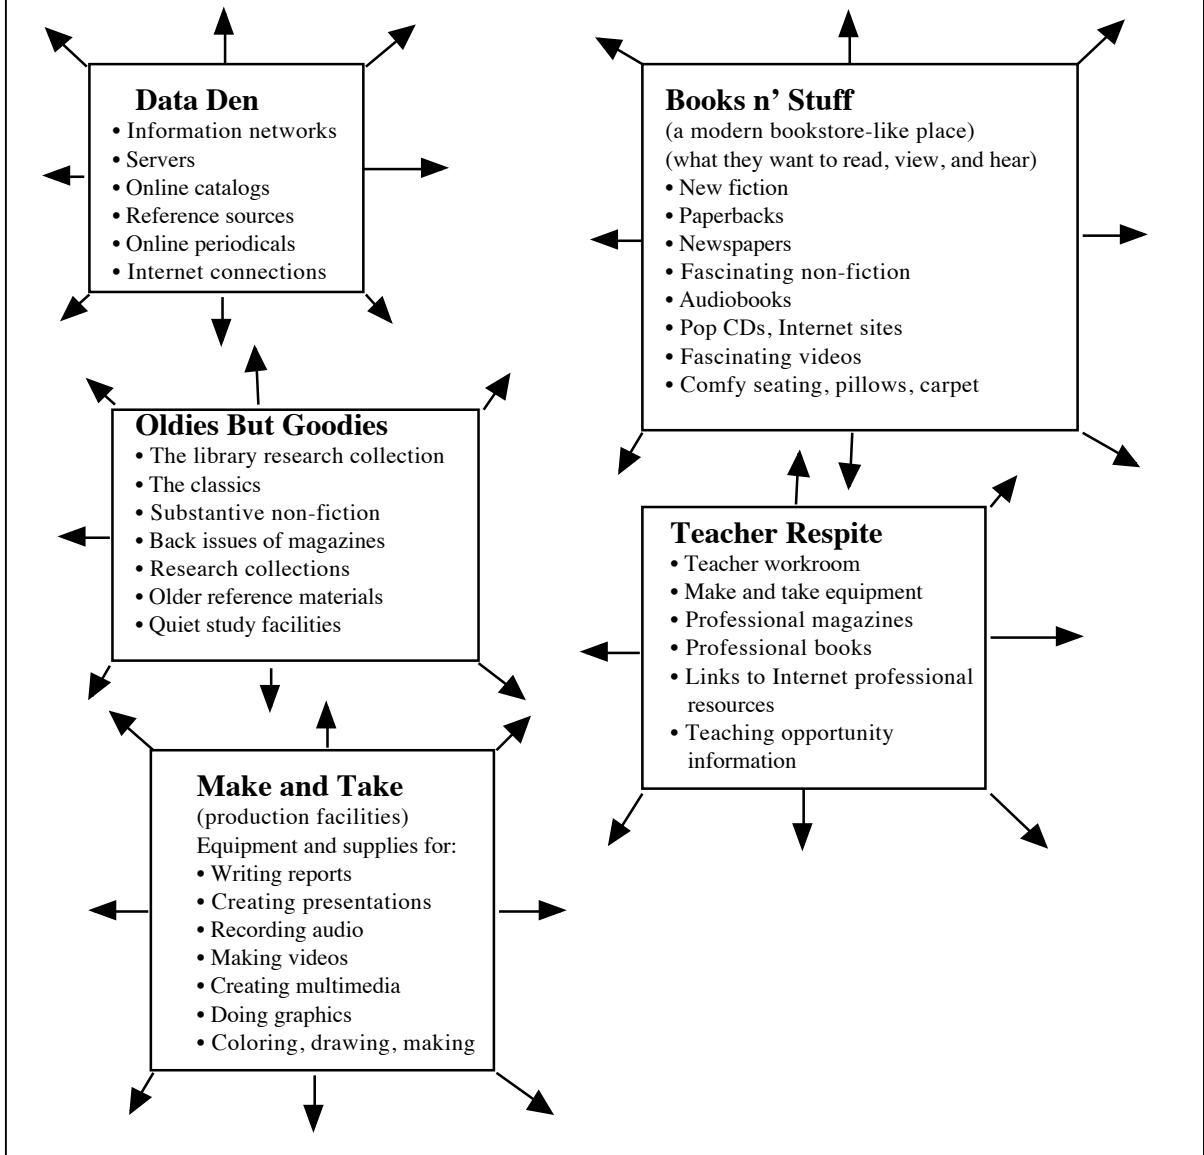 Data Den
• Information networks
• Servers
• Online catalogs
• Reference sources
• Online periodicals
• Internet connections
Oldies But Goodies
• The library research collection
• The classics
• Substantive non-fiction
• Back issues of magazines
• Research collections
• Older reference materials
• Quiet study facilities
Make and Take
(production facilities)
Equipment and supplies for:
• Writing reports
• Creating presentations
• Recording audio
• Making videos
• Creating multimedia
• Doing graphics
• Coloring, drawing, making
Books n’ Stuff
(a modern bookstore-like place)
(what they want to read, view, and hear)
• New fiction
• Paperbacks
• Newspapers
• Fascinating non-fiction
• Audiobooks
• Pop CDs, Internet sites
• Fascinating videos
• Comfy seating, pillows, carpet
Teacher Respite
• Teacher workroom
• Make and take equipment
• Professional magazines
• Professional books
• Links to Internet professional
resources
• Teaching opportunity
information